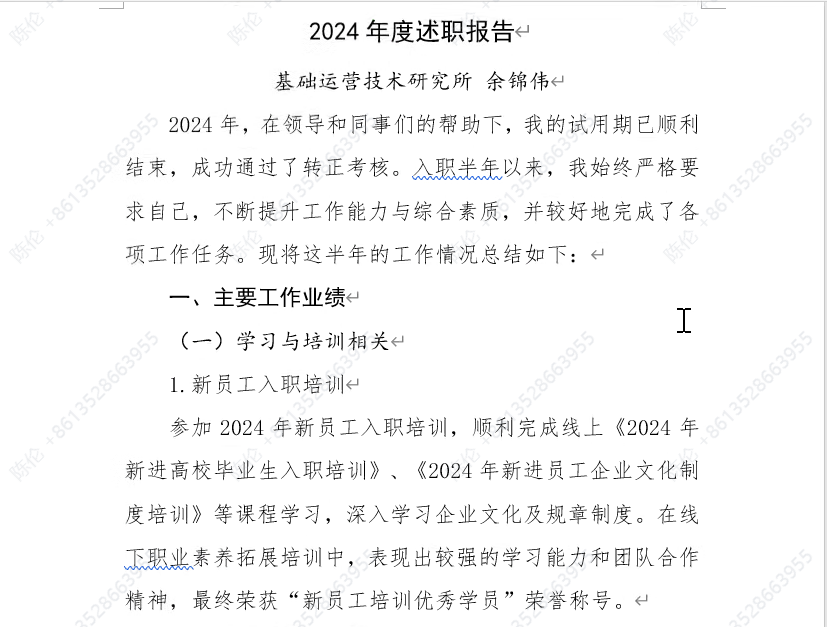 2024 年度述职报告
基础运营技术研究所 余锦伟
2024 年，在领导和同事们的帮助下，我的试用期已顺利
结束，成功通过了转正考核。入职半年以来，我始终严格要
求自己，不断提升工作能力与综合素质，并较好地完成了各
项工作任务。现将这半年的工作情况总结如下：
一、主要工作业绩
（一）学习与培训相关
1.新员工入职培训
参加 2024 年新员工入职培训，顺利完成线上《2024 年
新进高校毕业生入职培训》、《2024 年新进员工企业文化制
度培训》等课程学习，深入学习企业文化及规章制度。在线
下职业素养拓展培训中，表现出较强的学习能力和团队合作
精神，最终荣获“新员工培训优秀学员”荣誉称号。
陈伦 +8613528663955